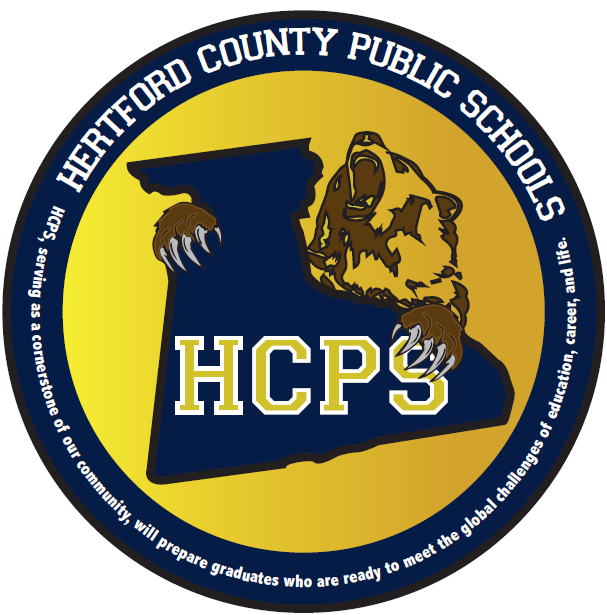 HERTFORD COUNTY PUBLIC SCHOOLS
HCPS
HCPS, serving as a cornerstone of our community, will prepare graduates who are ready to meet the global challenges of education, career, and life.